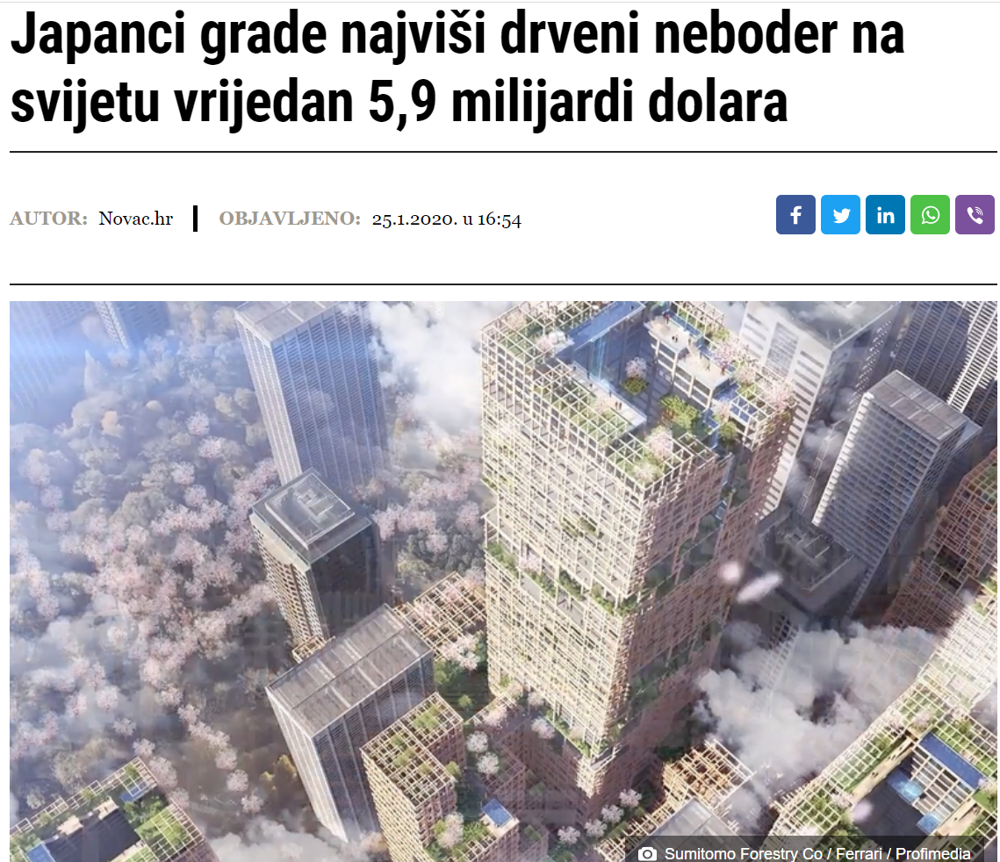 Japanci grade najviši drveni neboder na
svijetu vrijedan 5,9 milijardi dolara
AUTOR: Novac.hr OBJAVLJENO: 25.1.2020. u 16:54
Sumitomo Forestry Co / Ferrari / Profimedia